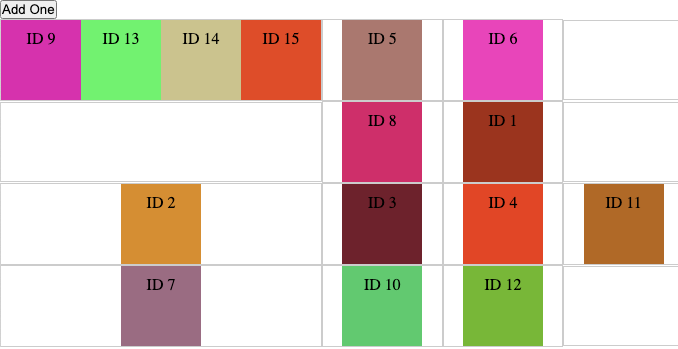 Add One
ID 9 ID 13 ID 14 ID 15 ID 5 ID 6
ID 8 ID 1
ID 2 ID 3 ID 4 ID 11
ID 7 ID 10 ID 12